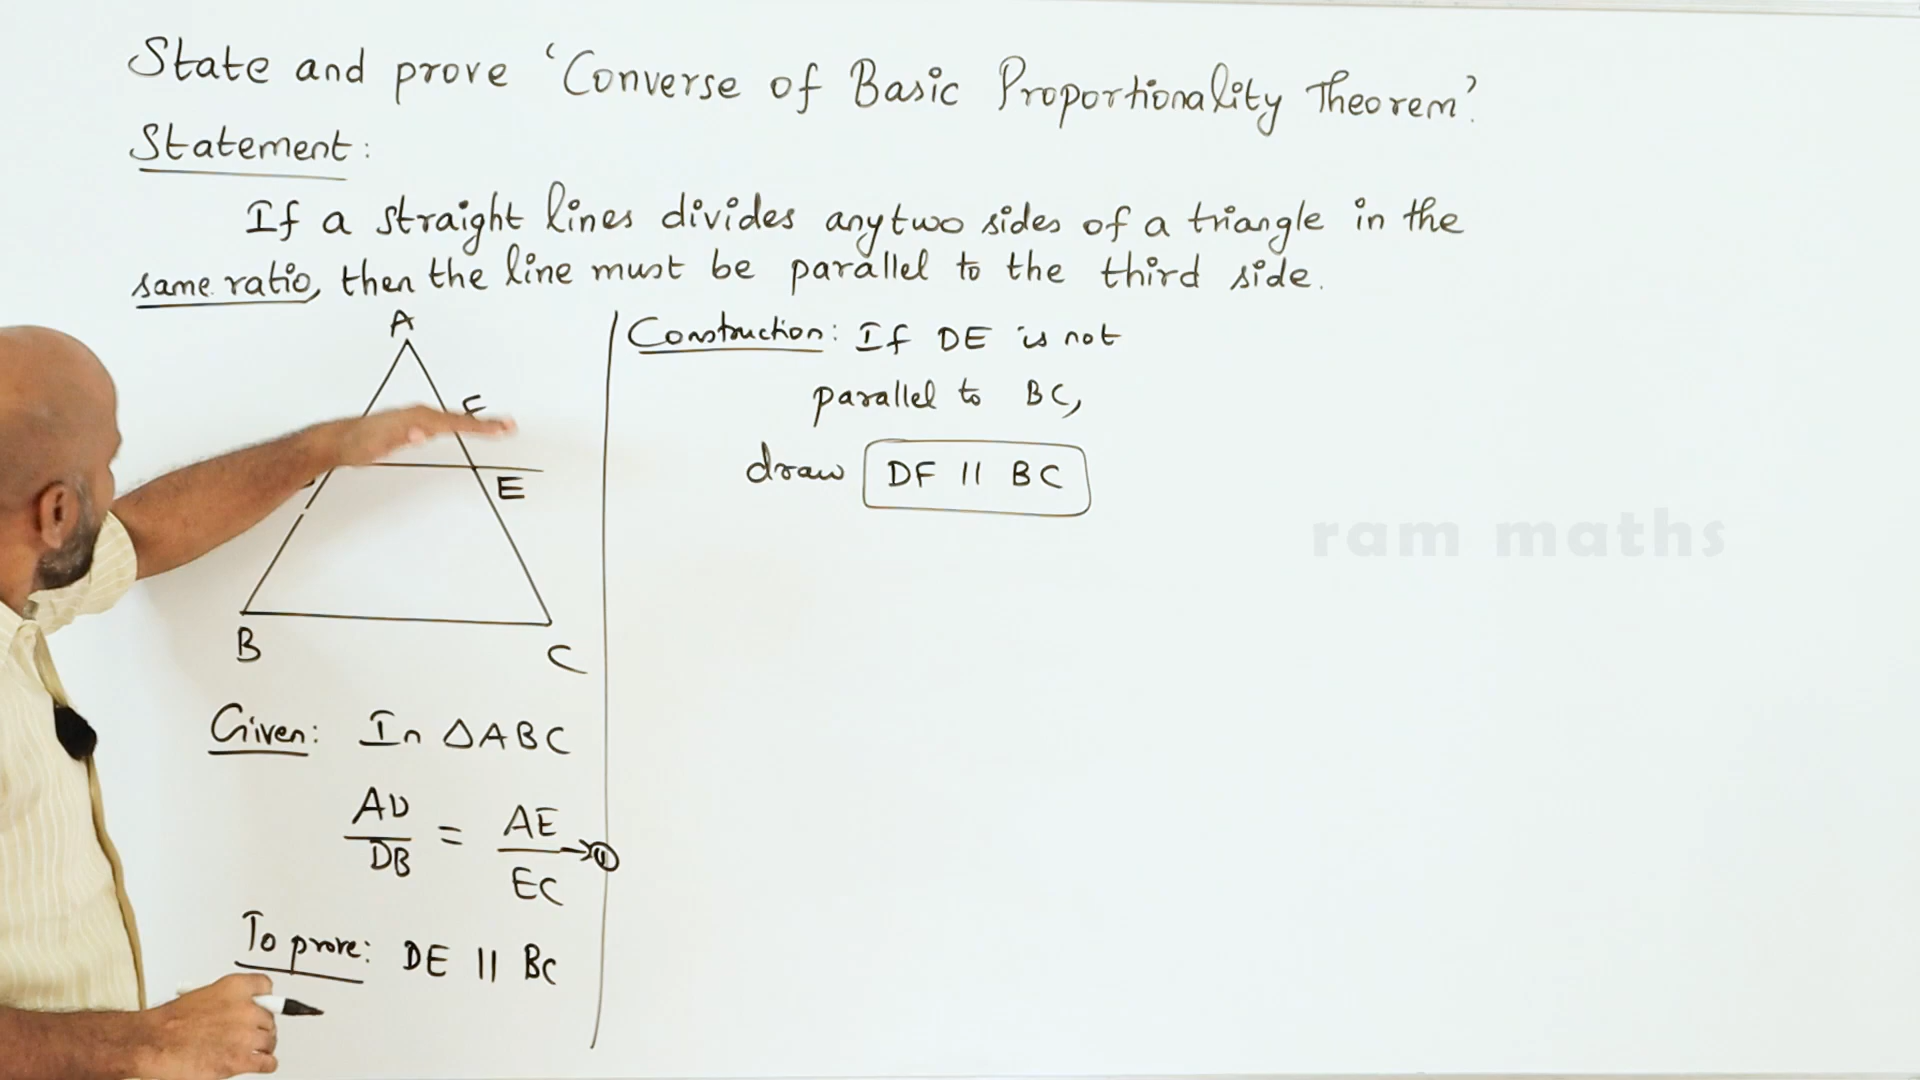 State and prove 'Converse of Basic Proportionality Theorem'.
Statement:
If a straight lines divides any two sides of a triangle in the
same ratio, then the line must be parallel to the third side.
A
E
B
C
Given: In △ABC
AD/DB = AE/EC → ①
To prove: DE || BC
Construction: If DE is not
parallel to BC,
draw DF || BC
ram maths